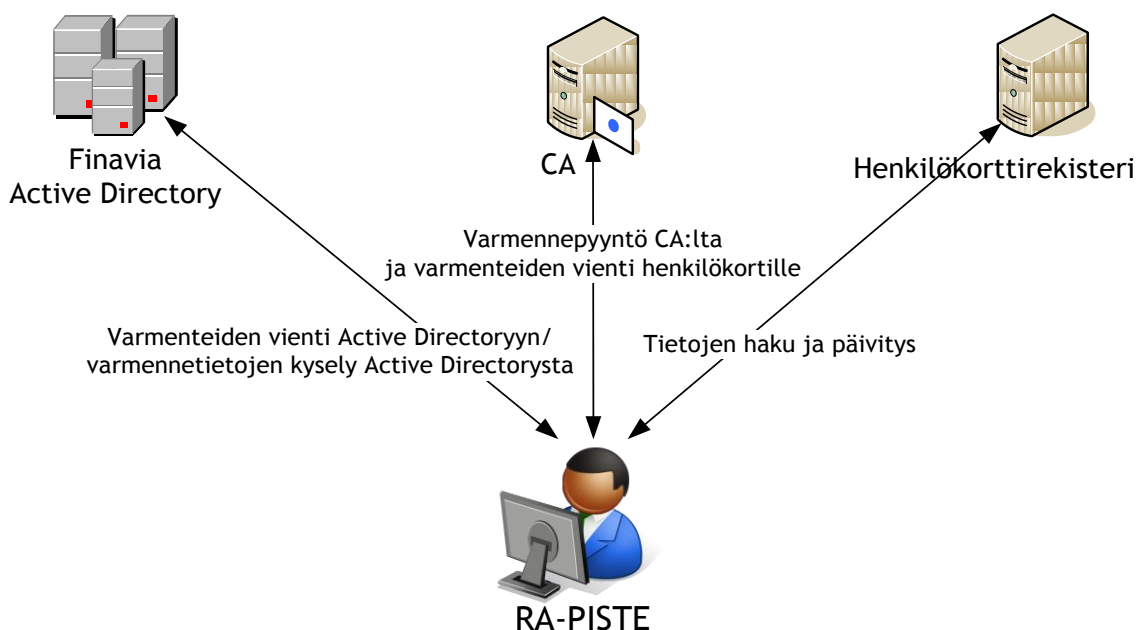 Finavia
Active Directory
CA
Henkilökorttirekisteri
Varmennepyyntö CA:lta
ja varmenteiden vienti henkilökortille
Varmenteiden vienti Active Directoryyn/
varmennetietojen kysely Active Directorysta
Tietojen haku ja päivitys
RA-PISTE